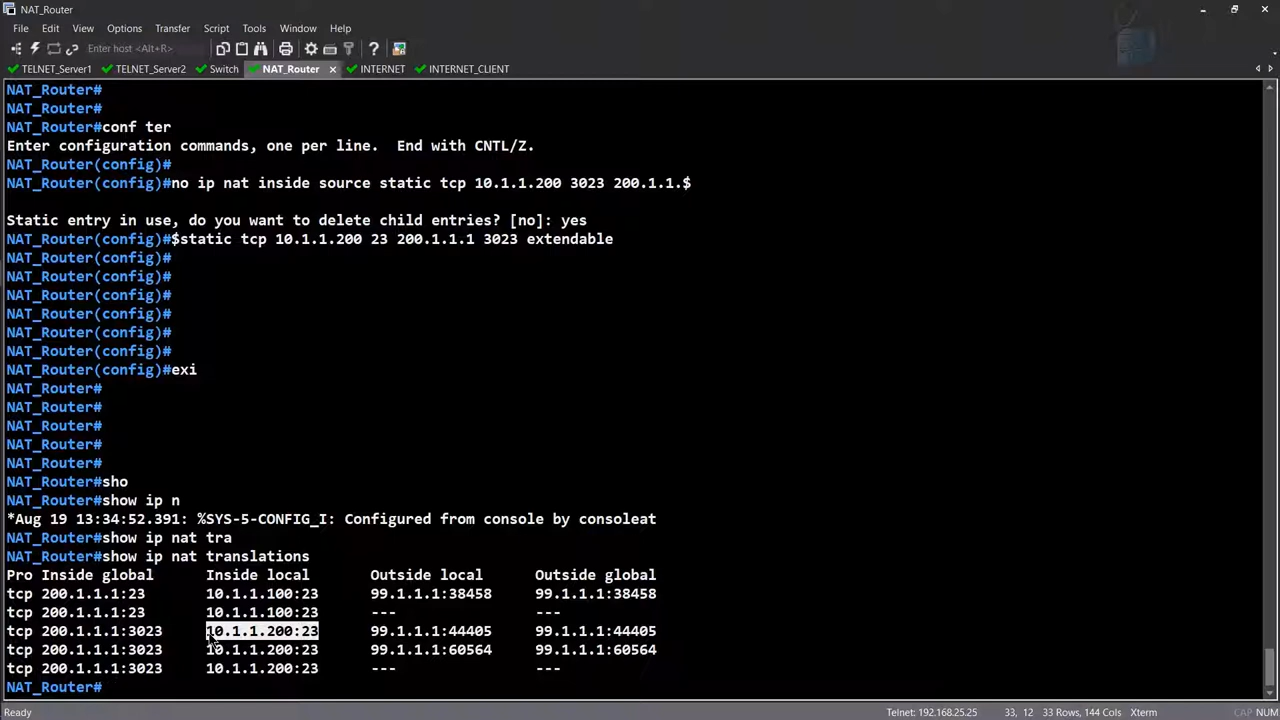 NAT_Router
File Edit View Options Transfer Script Tools Window Help
Enter host <Alt+R>
TELNET_Server1 TELNET_Server2 Switch NAT_Router × INTERNET INTERNET_CLIENT
NAT_Router#
NAT_Router#
NAT_Router#conf ter
Enter configuration commands, one per line.  End with CNTL/Z.
NAT_Router(config)#
NAT_Router(config)#no ip nat inside source static tcp 10.1.1.200 3023 200.1.1.$
Static entry in use, do you want to delete child entries? [no]: yes
NAT_Router(config)#$static tcp 10.1.1.200 23 200.1.1.1 3023 extendable
NAT_Router(config)#
NAT_Router(config)#
NAT_Router(config)#
NAT_Router(config)#
NAT_Router(config)#
NAT_Router(config)#
NAT_Router(config)#exi
NAT_Router#
NAT_Router#
NAT_Router#
NAT_Router#
NAT_Router#
NAT_Router#sho
NAT_Router#show ip n
*Aug 19 13:34:52.391: %SYS-5-CONFIG_I: Configured from console by consoleat
NAT_Router#show ip nat tra
NAT_Router#show ip nat translations
Pro Inside global      Inside local       Outside local      Outside global
tcp 200.1.1.1:23       10.1.1.100:23      99.1.1.1:38458     99.1.1.1:38458
tcp 200.1.1.1:23       10.1.1.100:23      ---                ---
tcp 200.1.1.1:3023     10.1.1.200:23      99.1.1.1:44405     99.1.1.1:44405
tcp 200.1.1.1:3023     10.1.1.200:23      99.1.1.1:60564     99.1.1.1:60564
tcp 200.1.1.1:3023     10.1.1.200:23      ---                ---
NAT_Router#
Ready Telnet: 192.168.25.25 33, 12 33 Rows, 144 Cols Xterm CAP NUM